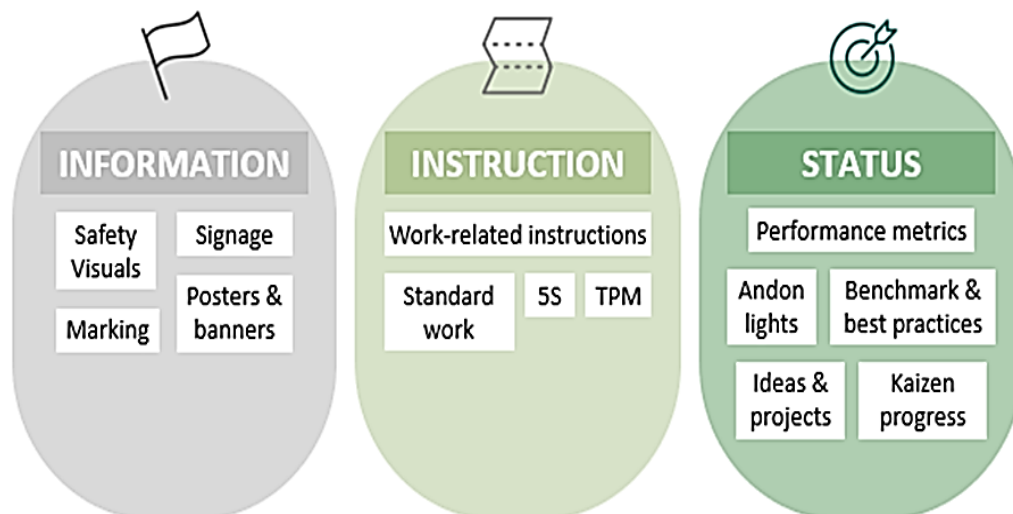 INFORMATION
Safety
Visuals
Signage
Marking
Posters &
banners
INSTRUCTION
Work-related instructions
Standard
work
5S
TPM
STATUS
Performance metrics
Andon
lights
Benchmark &
best practices
Ideas &
projects
Kaizen
progress